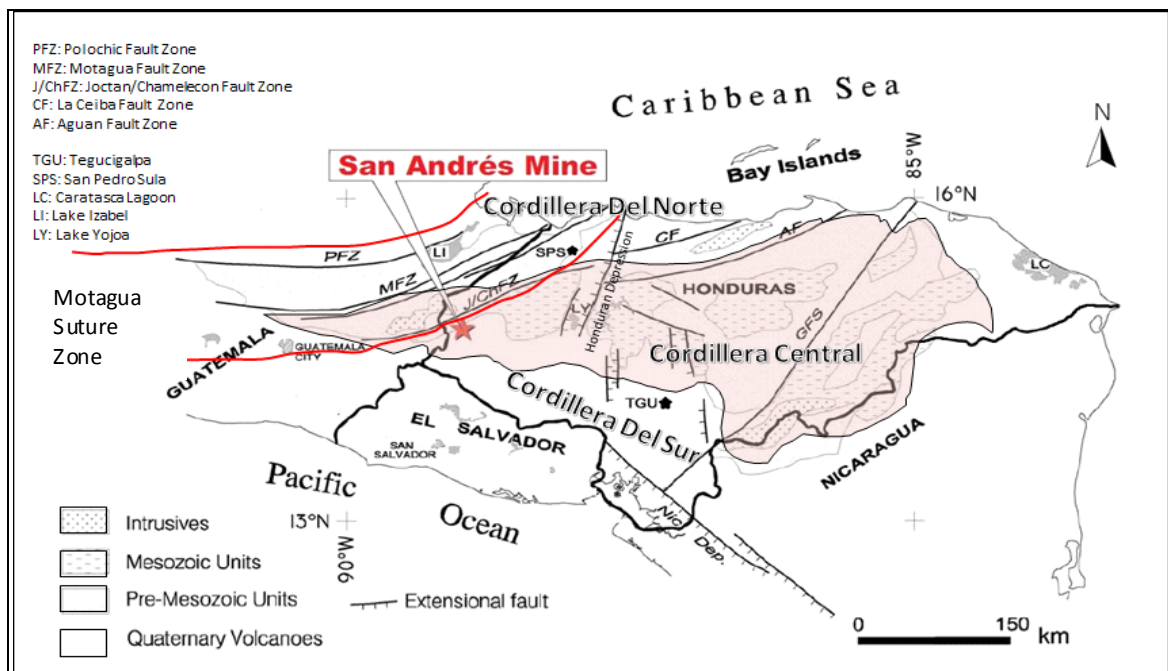 PFZ: Polochic Fault Zone
MFZ: Motagua Fault Zone
J/ChFZ: Joctan/Chamelecon Fault Zone
CF: La Ceiba Fault Zone
AF: Aguan Fault Zone
TGU: Tegucigalpa
SPS: San Pedro Sula
LC: Caratasca Lagoon
LI: Lake Izabel
LY: Lake Yojoa
Caribbean Sea
N
San Andrés Mine
Bay Islands
85°W
16°N
Cordillera Del Norte
PFZ
LI
SPS
CF
AF
LC
MFZ
J/ChFZ
Honduran Depression
HONDURAS
GFS
Motagua
Suture
Zone
GUATEMALA
GUATEMALA
CITY
Cordillera Central
Cordillera Del Sur
TGU
EL SALVADOR
SAN
SALVADOR
NICARAGUA
Pacific
Ocean
Nic.
Dep.
13°N
90°W
Intrusives
Mesozoic Units
Pre-Mesozoic Units
Quaternary Volcanoes
Extensional fault
0
150
km